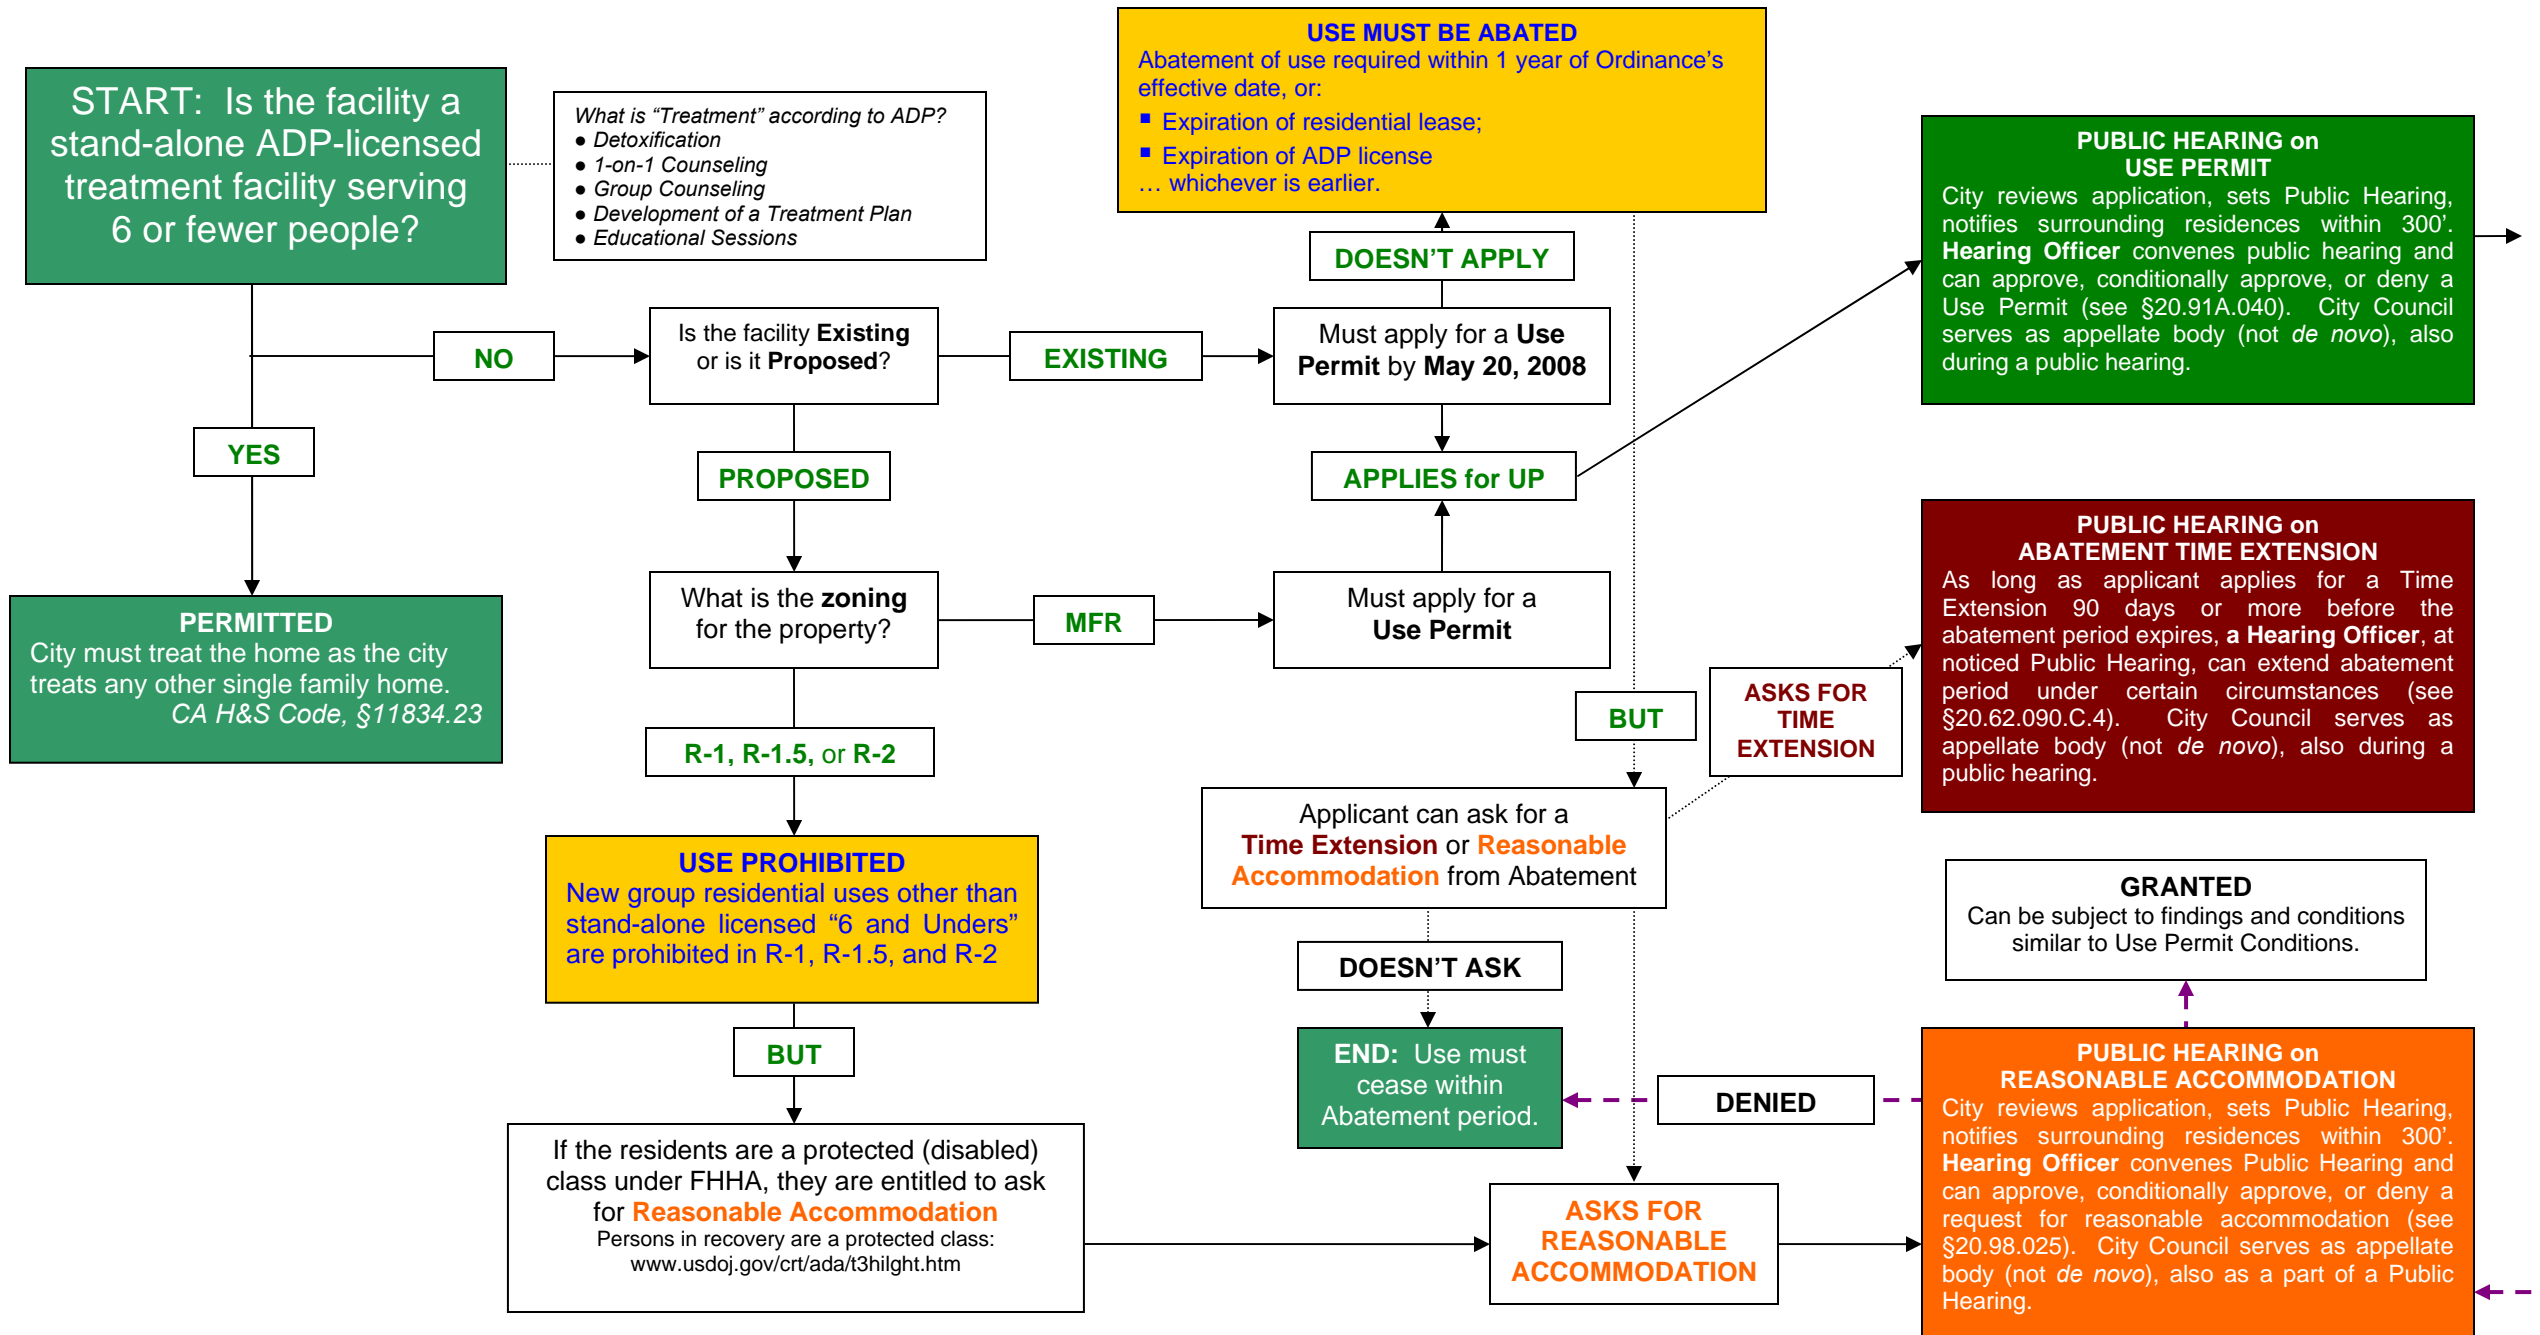 START: Is the facility a
stand-alone ADP-licensed
treatment facility serving
6 or fewer people?
What is “Treatment” according to ADP?
● Detoxification
● 1-on-1 Counseling
● Group Counseling
● Development of a Treatment Plan
● Educational Sessions
USE MUST BE ABATED
Abatement of use required within 1 year of Ordinance’s
effective date, or:
▪ Expiration of residential lease;
▪ Expiration of ADP license
… whichever is earlier.
PUBLIC HEARING on
USE PERMIT
City reviews application, sets Public Hearing,
notifies surrounding residences within 300’.
Hearing Officer convenes public hearing and
can approve, conditionally approve, or deny a
Use Permit (see §20.91A.040). City Council
serves as appellate body (not de novo), also
during a public hearing.
DOESN’T APPLY
NO
Is the facility Existing
or is it Proposed?
EXISTING
Must apply for a Use
Permit by May 20, 2008
YES
PROPOSED
APPLIES for UP
PERMITTED
City must treat the home as the city
treats any other single family home.
CA H&S Code, §11834.23
What is the zoning
for the property?
MFR
Must apply for a
Use Permit
PUBLIC HEARING on
ABATEMENT TIME EXTENSION
As long as applicant applies for a Time
Extension 90 days or more before the
abatement period expires, a Hearing Officer, at
noticed Public Hearing, can extend abatement
period under certain circumstances (see
§20.62.090.C.4). City Council serves as
appellate body (not de novo), also during a
public hearing.
BUT
ASKS FOR
TIME
EXTENSION
R-1, R-1.5, or R-2
Applicant can ask for a
Time Extension or Reasonable
Accommodation from Abatement
USE PROHIBITED
New group residential uses other than
stand-alone licensed “6 and Unders”
are prohibited in R-1, R-1.5, and R-2
GRANTED
Can be subject to findings and conditions
similar to Use Permit Conditions.
DOESN’T ASK
BUT
END: Use must
cease within
Abatement period.
DENIED
PUBLIC HEARING on
REASONABLE ACCOMMODATION
City reviews application, sets Public Hearing,
notifies surrounding residences within 300’.
Hearing Officer convenes Public Hearing and
can approve, conditionally approve, or deny a
request for reasonable accommodation (see
§20.98.025). City Council serves as appellate
body (not de novo), also as a part of a Public
Hearing.
If the residents are a protected (disabled)
class under FHHA, they are entitled to ask
for Reasonable Accommodation
Persons in recovery are a protected class:
www.usdoj.gov/crt/ada/t3hilght.htm
ASKS FOR
REASONABLE
ACCOMMODATION